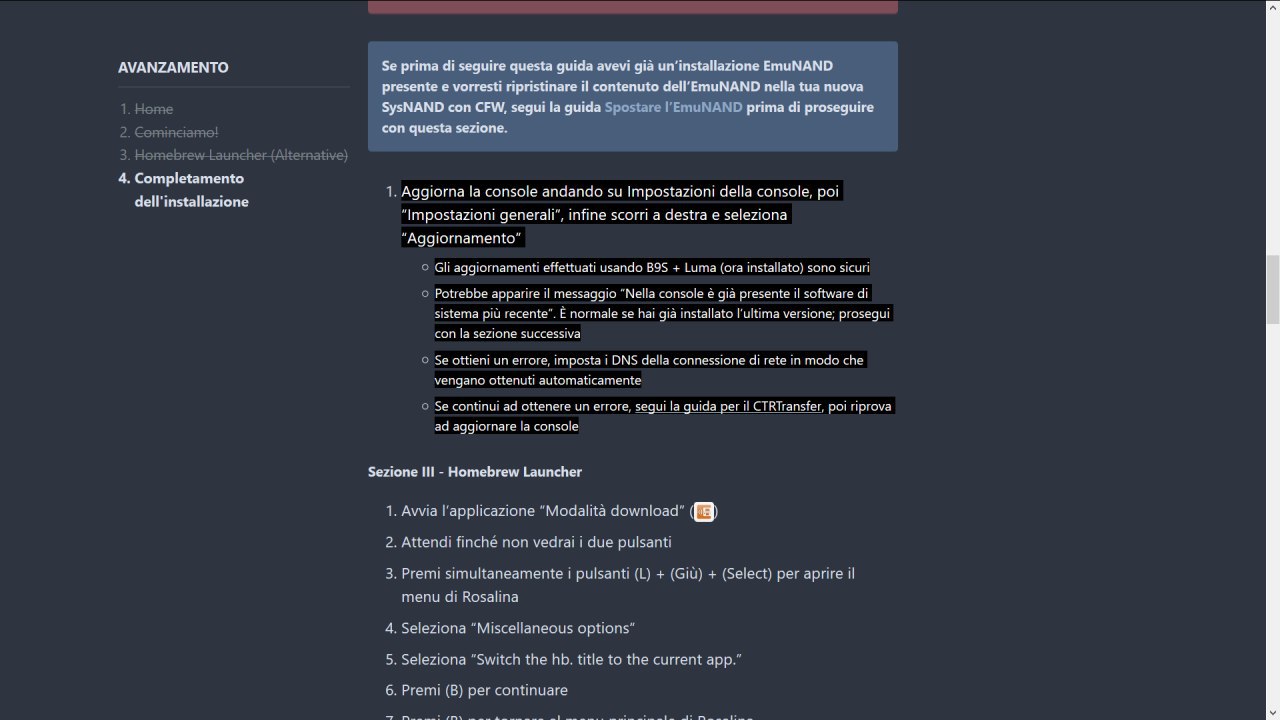 AVANZAMENTO
1. Home
2. Cominciamo!
3. Homebrew Launcher (Alternative)
4. Completamento
dell'installazione
Se prima di seguire questa guida avevi già un’installazione EmuNAND
presente e vorresti ripristinare il contenuto dell’EmuNAND nella tua nuova
SysNAND con CFW, segui la guida Spostare l’EmuNAND prima di proseguire
con questa sezione.
1. Aggiorna la console andando su Impostazioni della console, poi
“Impostazioni generali”, infine scorri a destra e seleziona
“Aggiornamento”
Gli aggiornamenti effettuati usando B9S + Luma (ora installato) sono sicuri
Potrebbe apparire il messaggio “Nella console è già presente il software di
sistema più recente”. È normale se hai già installato l’ultima versione; prosegui
con la sezione successiva
Se ottieni un errore, imposta i DNS della connessione di rete in modo che
vengano ottenuti automaticamente
Se continui ad ottenere un errore, segui la guida per il CTRTransfer, poi riprova
ad aggiornare la console
Sezione III - Homebrew Launcher
1. Avvia l’applicazione “Modalità download” ( )
2. Attendi finché non vedrai i due pulsanti
3. Premi simultaneamente i pulsanti (L) + (Giù) + (Select) per aprire il
menu di Rosalina
4. Seleziona “Miscellaneous options”
5. Seleziona “Switch the hb. title to the current app.”
6. Premi (B) per continuare
7. Premi (B) per tornare al menu principale di Rosalina